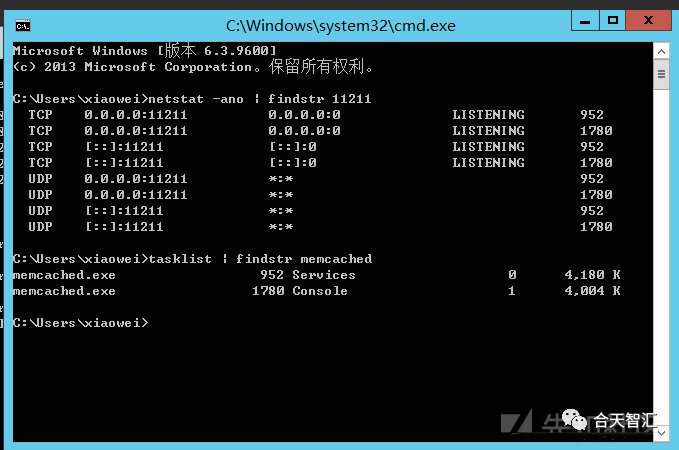 C:\Windows\system32\cmd.exe
Microsoft Windows [版本 6.3.9600]
(c) 2013 Microsoft Corporation。保留所有权利。
C:\Users\xiaowei>netstat -ano | findstr 11211
TCP 0.0.0.0:11211 0.0.0.0:0 LISTENING 952
TCP 0.0.0.0:11211 0.0.0.0:0 LISTENING 1780
TCP [::]:11211 [::]:0 LISTENING 952
TCP [::]:11211 [::]:0 LISTENING 1780
UDP 0.0.0.0:11211 *:* 952
UDP 0.0.0.0:11211 *:* 1780
UDP [::]:11211 *:* 952
UDP [::]:11211 *:* 1780
C:\Users\xiaowei>tasklist | findstr memcached
memcached.exe 952 Services 0 4,180 K
memcached.exe 1780 Console 1 4,004 K
C:\Users\xiaowei>
合天智汇